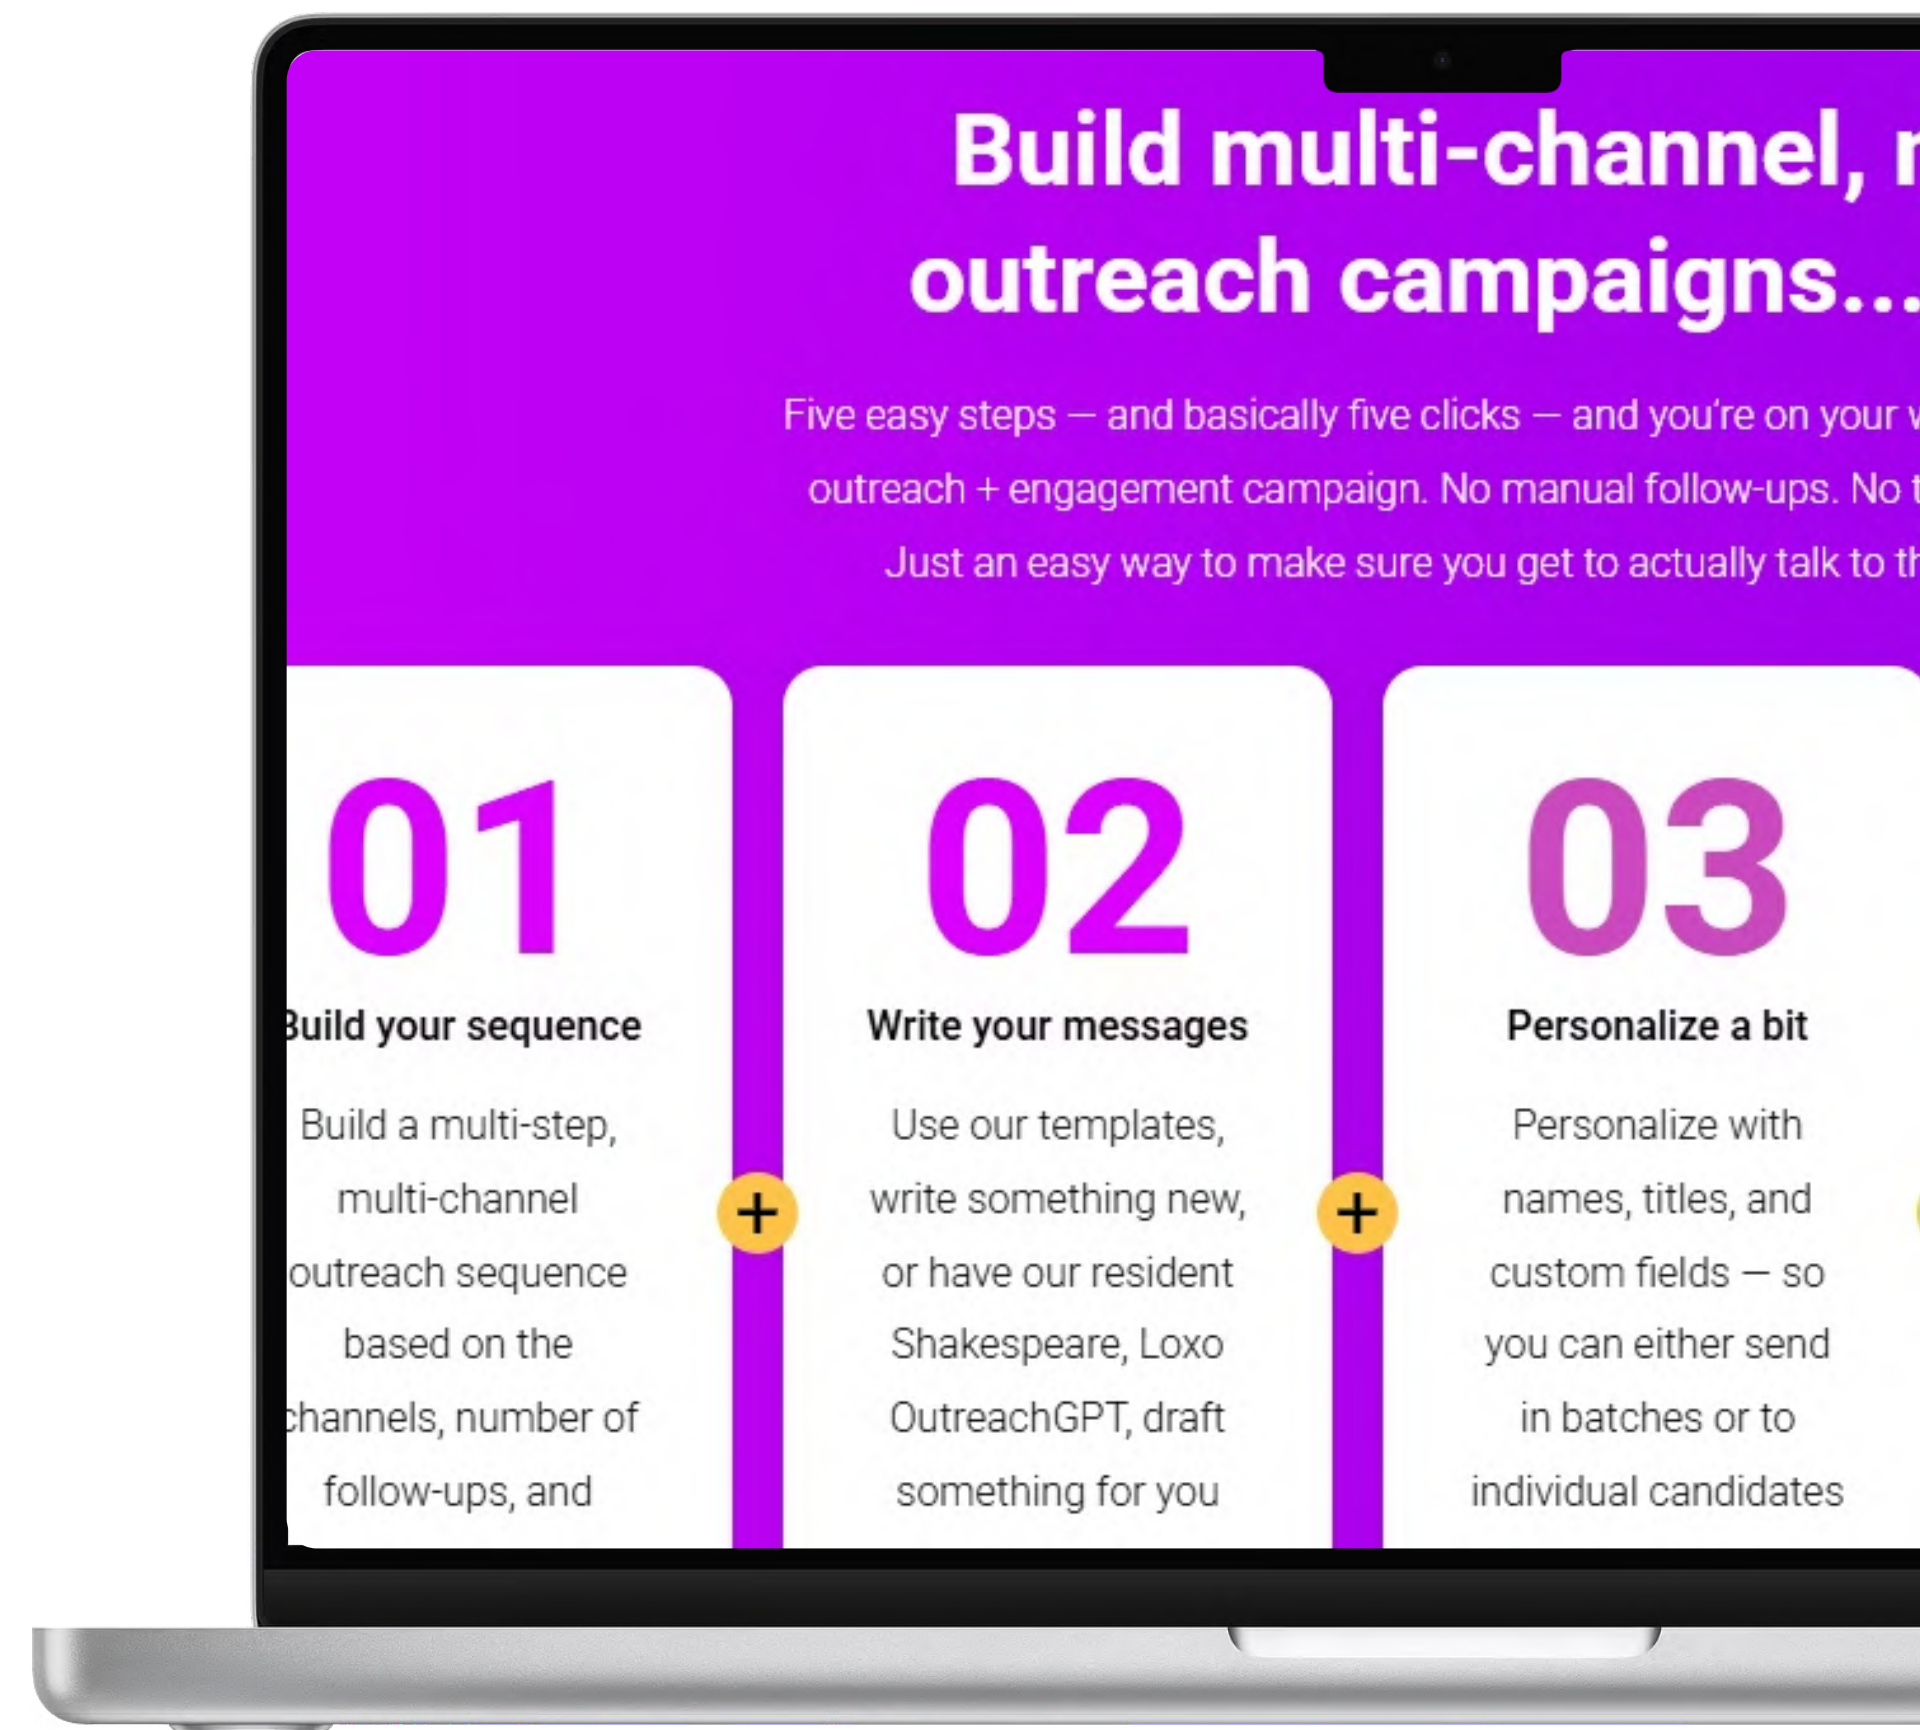 Build multi-channel,
outreach campaigns...
Five easy steps — and basically five clicks — and you're on your
outreach + engagement campaign. No manual follow-ups. No
Just an easy way to make sure you get to actually talk to
01
Build your sequence
Build a multi-step,
multi-channel
outreach sequence
based on the
channels, number of
follow-ups, and
+
02
Write your messages
Use our templates,
write something new,
or have our resident
Shakespeare, Loxo
OutreachGPT, draft
something for you
+
03
Personalize a bit
Personalize with
names, titles, and
custom fields — so
you can either send
in batches or to
individual candidates